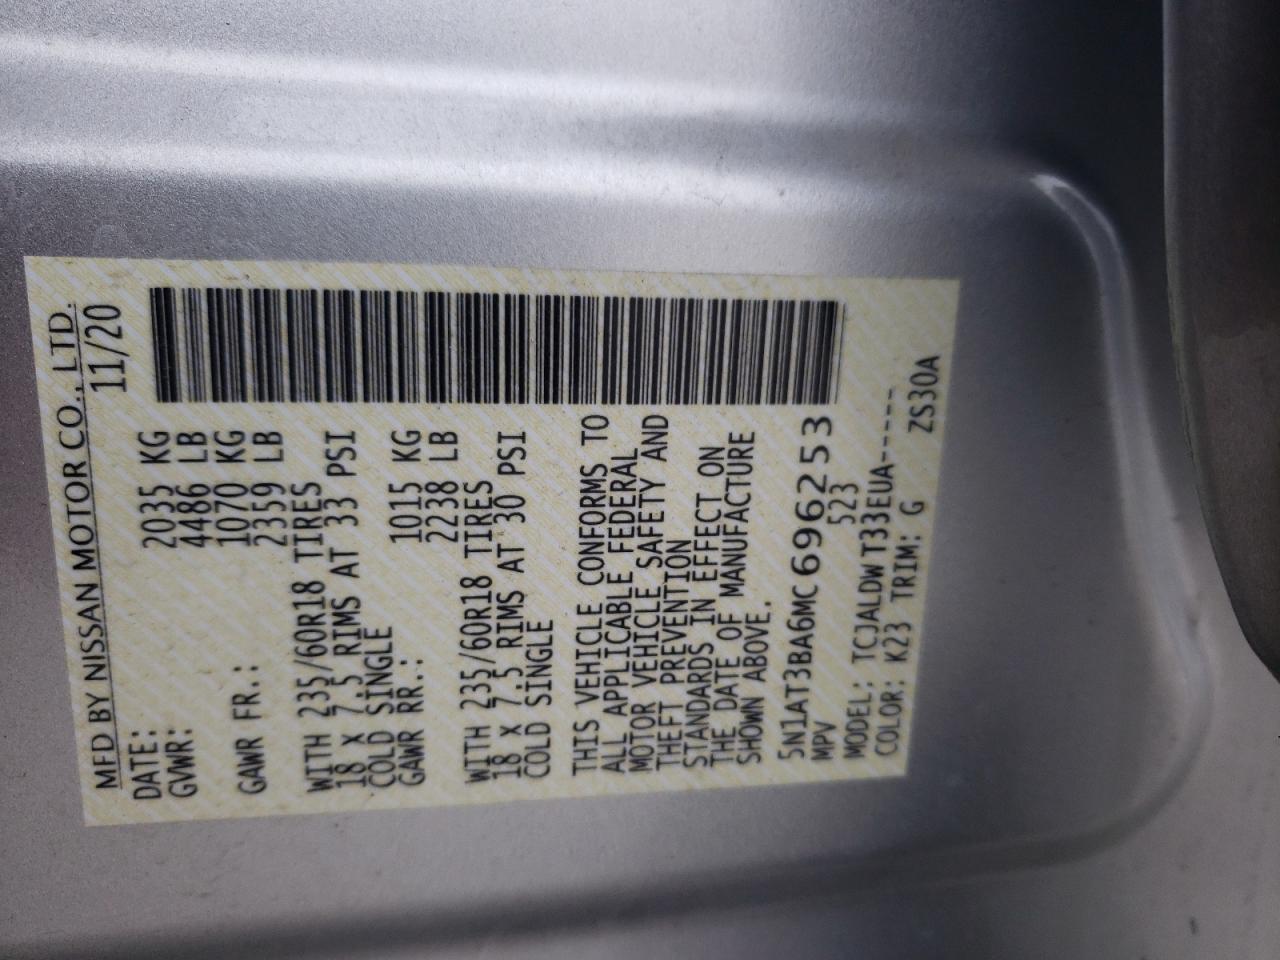 MFD BY NISSAN MOTOR CO., LTD.
DATE: 11/20
GVWR: 2035 KG
4486 LB
GAWR FR.: 1070 KG
2359 LB
WITH 235/60R18 TIRES
18 X 7.5 RIMS AT 33 PSI
COLD SINGLE
GAWR RR.: 1015 KG
2238 LB
WITH 235/60R18 TIRES
18 X 7.5 RIMS AT 30 PSI
COLD SINGLE
THIS VEHICLE CONFORMS TO
ALL APPLICABLE FEDERAL
MOTOR VEHICLE SAFETY AND
THEFT PREVENTION
STANDARDS IN EFFECT ON
THE DATE OF MANUFACTURE
SHOWN ABOVE.
5N1AT3BA6MC696253
MPV 523
MODEL: TCJALDWT33EUA-----
COLOR: K23 TRIM: G ZS30A